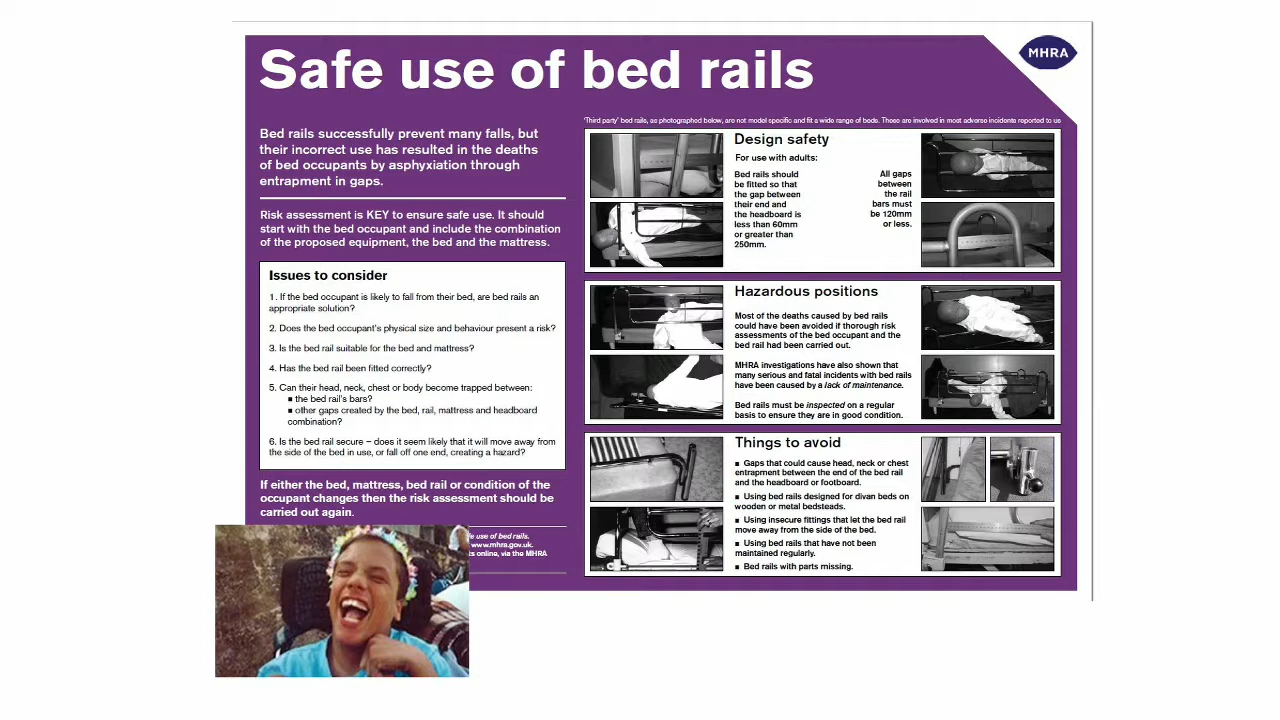 Safe use of bed rails
MHRA
Bed rails successfully prevent many falls, but
their incorrect use has resulted in the deaths
of bed occupants by asphyxiation through
entrapment in gaps.
Risk assessment is KEY to ensure safe use. It should
start with the bed occupant and include the combination
of the proposed equipment, the bed and the mattress.
Issues to consider
1. If the bed occupant is likely to fall from their bed, are bed rails an
appropriate solution?
2. Does the bed occupant's physical size and behaviour present a risk?
3. Is the bed rail suitable for the bed and mattress?
4. Has the bed rail been fitted correctly?
5. Can their head, neck, chest or body become trapped between:
■ the bed rail's bars?
■ other gaps created by the bed, rail, mattress and headboard
combination?
6. Is the bed rail secure – does it seem likely that it will move away from
the side of the bed in use, or fall off one end, creating a hazard?
If either the bed, mattress, bed rail or condition of the
occupant changes then the risk assessment should be
carried out again.
use of bed rails.
www.mhra.gov.uk.
online, via the MHRA
'Third party' bed rails, as photographed below, are not model specific and fit a wide range of beds. These are involved in most adverse incidents reported to us
Design safety
For use with adults:
Bed rails should
be fitted so that
the gap between
their end and
the headboard is
less than 60mm
or greater than
250mm.
All gaps
between
the rail
bars must
be 120mm
or less.
Hazardous positions
Most of the deaths caused by bed rails
could have been avoided if thorough risk
assessments of the bed occupant and the
bed rail had been carried out.
MHRA investigations have also shown that
many serious and fatal incidents with bed rails
have been caused by a lack of maintenance.
Bed rails must be inspected on a regular
basis to ensure they are in good condition.
Things to avoid
■ Gaps that could cause head, neck or chest
entrapment between the end of the bed rail
and the headboard or footboard.
■ Using bed rails designed for divan beds on
wooden or metal bedsteads.
■ Using insecure fittings that let the bed rail
move away from the side of the bed.
■ Using bed rails that have not been
maintained regularly.
■ Bed rails with parts missing.